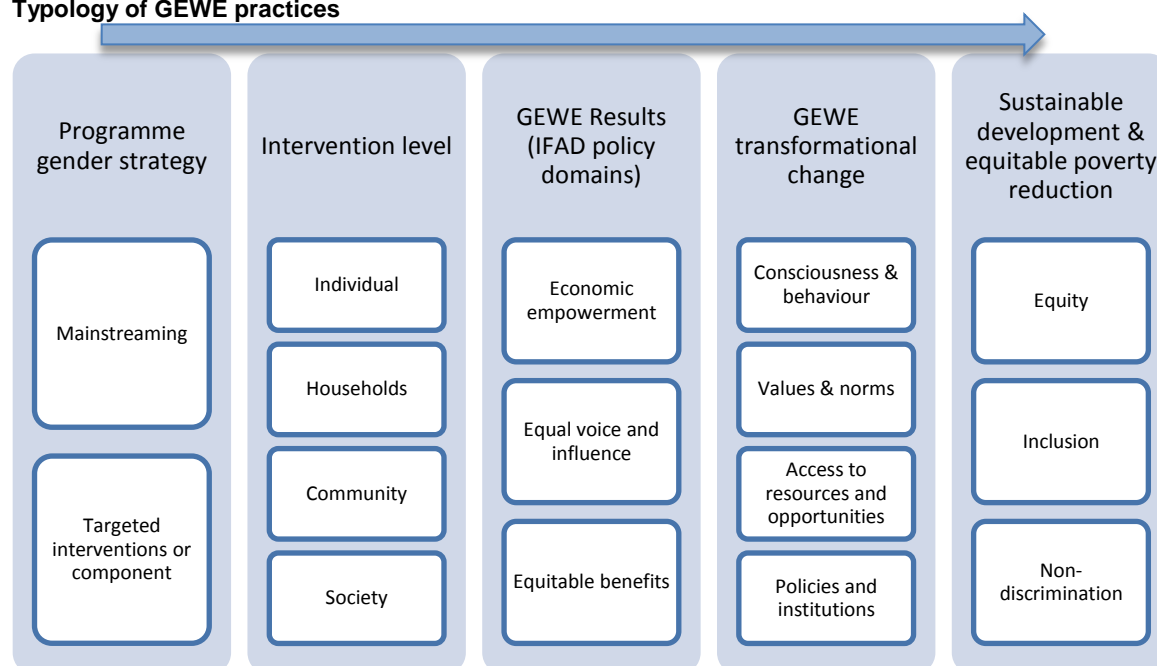 Typology of GEWE practices
Programme
gender strategy
Mainstreaming
Targeted
interventions or
component
Intervention level
Individual
Households
Community
Society
GEWE Results
(IFAD policy
domains)
Economic
empowerment
Equal voice and
influence
Equitable benefits
GEWE
transformational
change
Consciousness &
behaviour
Values & norms
Access to
resources and
opportunities
Policies and
institutions
Sustainable
development &
equitable poverty
reduction
Equity
Inclusion
Non-
discrimination